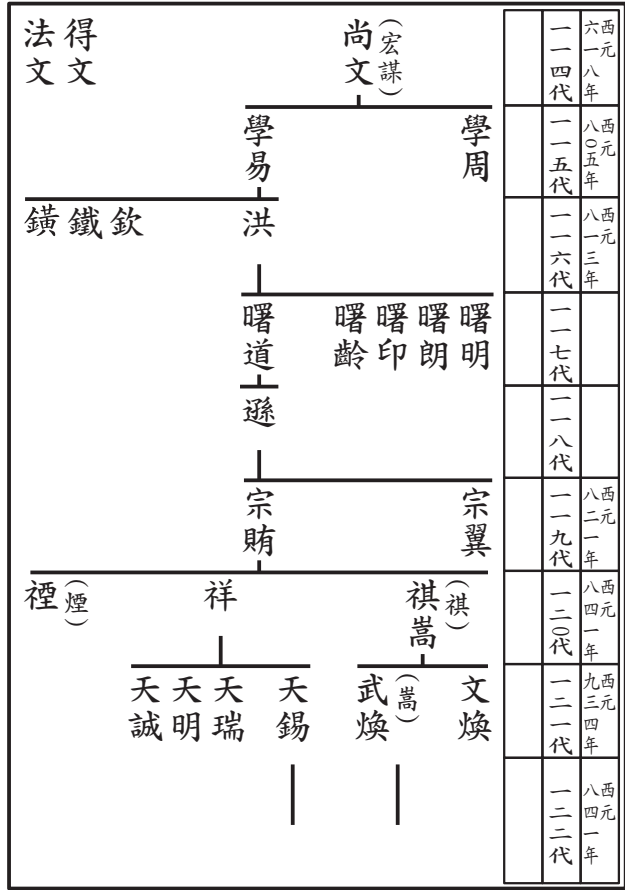 西元六一八年
一一四代
尚文(宏謀)
得文
法文
西元八0五年
一一五代
學周
學易
西元八一三年
一一六代
洪
欽
鐵
鐄
一一七代
曙明
曙朗
曙印
曙齡
曙道
一一八代
遜
西元八二一年
一一九代
宗翼
宗賄
西元八四一年
一二0代
祺嵩(祺)
祥
禋(煙)
西元九三四年
一二一代
文煥
武煥(嵩)
天錫
天瑞
天明
天誠
西元八四一年
一二二代